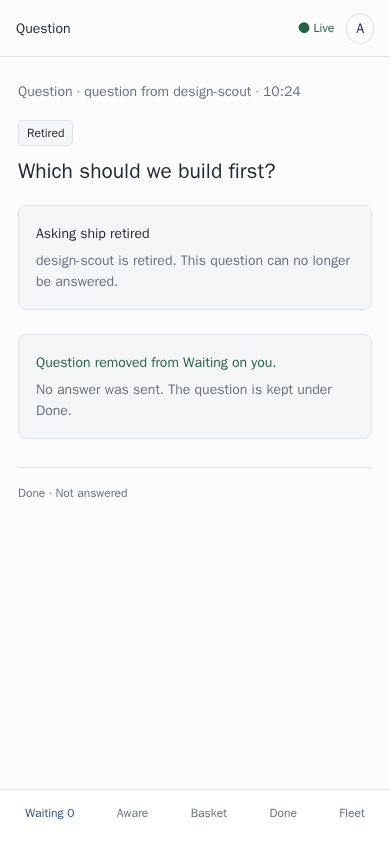 Question
Live
A
Question · question from design-scout · 10:24
Retired
Which should we build first?
Asking ship retired
design-scout is retired. This question can no longer
be answered.
Question removed from Waiting on you.
No answer was sent. The question is kept under
Done.
Done · Not answered
Waiting 0
Aware
Basket
Done
Fleet